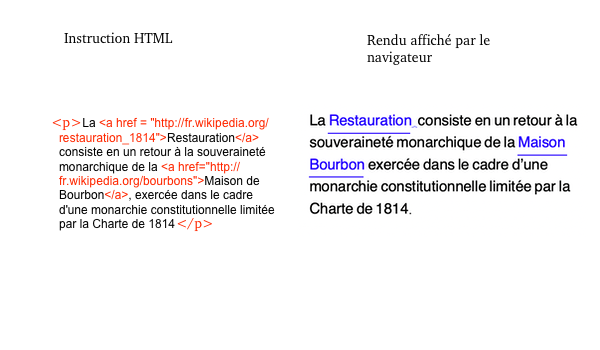 Instruction HTML
Rendu affiché par le
navigateur
<p>La <a href = "http://fr.wikipedia.org/
restauration_1814">Restauration</a>
consiste en un retour à la souveraineté
monarchique de la <a href="http://
fr.wikipedia.org/bourbons">Maison de
Bourbon</a>, exercée dans le cadre
d'une monarchie constitutionnelle limitée
par la Charte de 1814 </p>
La Restauration consiste en un retour à la
souveraineté monarchique de la Maison
Bourbon exercée dans le cadre d'une
monarchie constitutionnelle limitée par la
Charte de 1814.